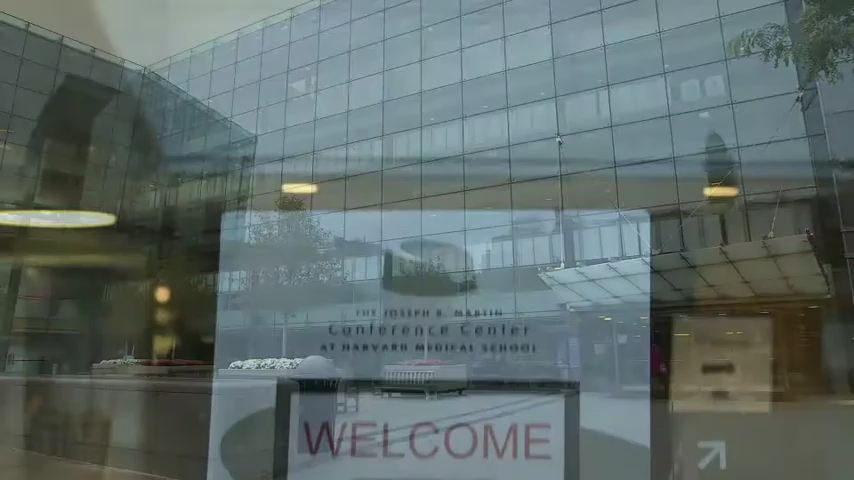 THE JOSEPH B. MARTIN
Conference Center
AT HARVARD MEDICAL SCHOOL
WELCOME